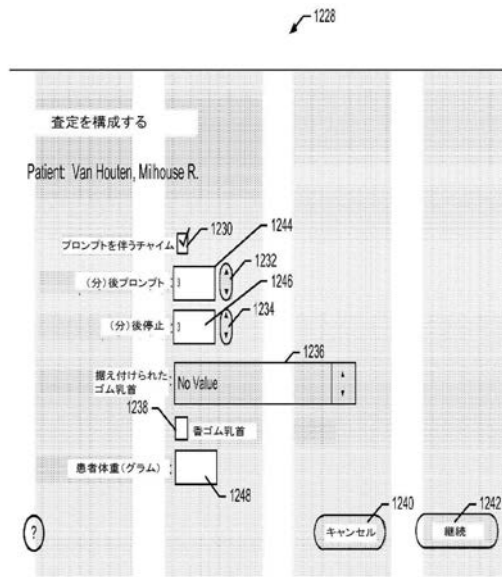 1228
査定を構成する
Patient: Van Houten, Milhouse R.
1230
1244
プロンプトを伴うチャイム
1232
(分)後プロンプト
3
1246
(分)後停止
3
1234
1236
据え付けられた
ゴム乳首
No Value
1238
香ゴム乳首
患者体重(グラム)
1248
1240
1242
?
キャンセル
継続